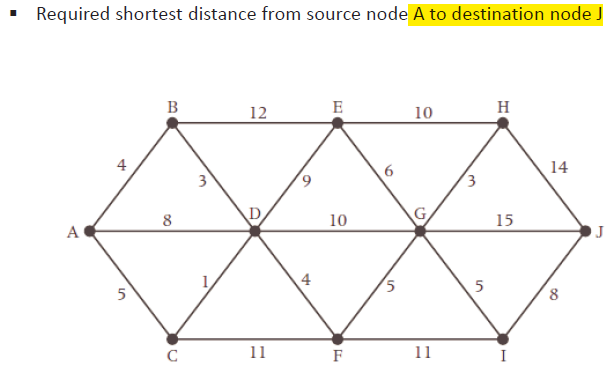 ▪ Required shortest distance from source node A to destination node J
B 12 E 10 H
4 3 9 6 3 14
A 8 D 10 G 15 J
5 1 4 5 5 8
C 11 F 11 I